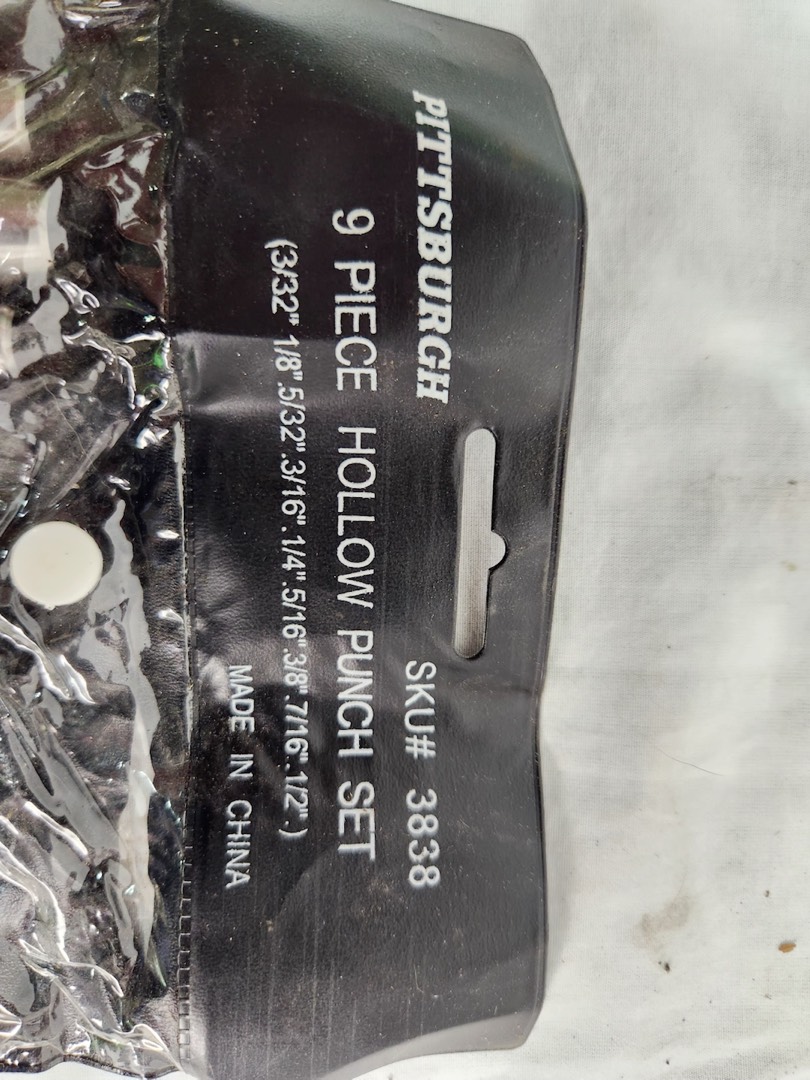 PITTSBURGH
SKU# 3838
9 PIECE HOLLOW PUNCH SET
(3/32" 1/8".5/32".3/16".1/4".5/16".3/8".7/16".1/2".)
MADE IN CHINA